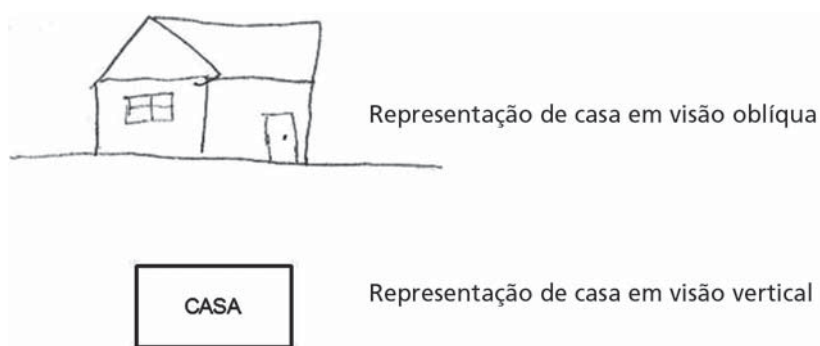 Representação de casa em visão oblíqua
CASA
Representação de casa em visão vertical